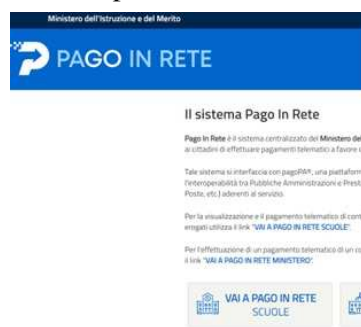 Ministero dell'Istruzione e del Merito
PAGO IN RETE
Il sistema Pago In Rete
Pago In Rete è il sistema centralizzato del Ministero del
ai cittadini di effettuare pagamenti telematici a favore
Tale sistema si interfaccia con pagoPA®, una piattaform
l'interoperabilità tra Pubbliche Amministrazioni e Prest
Poste, etc.) aderenti al servizio.
Per la visualizzazione e il pagamento telematico di cont
erogati utilizza il link "VAI A PAGO IN RETE SCUOLE".
Per l'effettuazione di un pagamento telematico di un co
il link "VAI A PAGO IN RETE MINISTERO".
VAI A PAGO IN RETE
SCUOLE